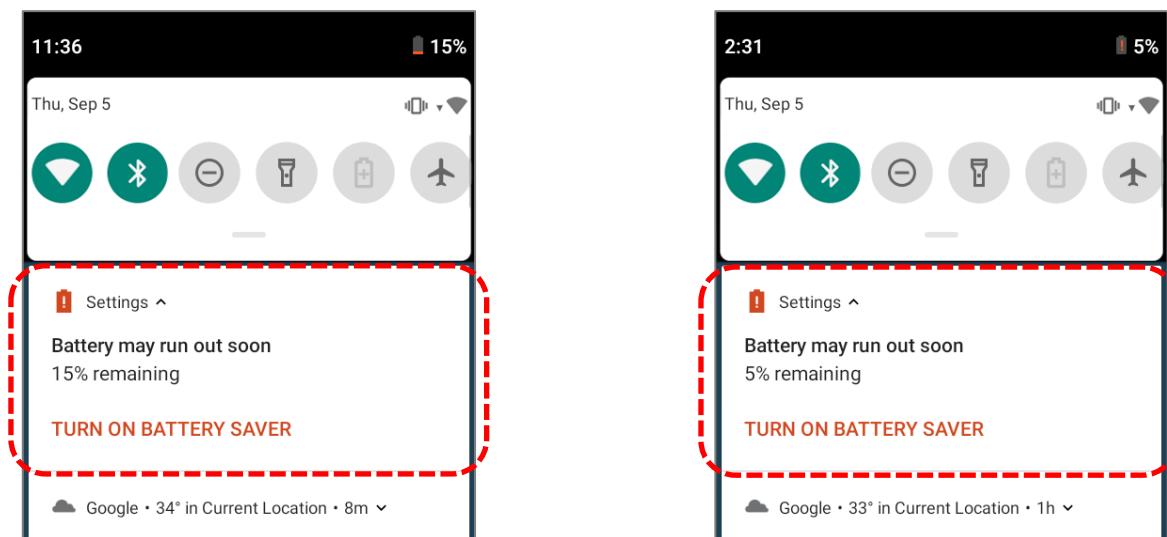 11:36 15%
Thu, Sep 5
Settings
Battery may run out soon
15% remaining
TURN ON BATTERY SAVER
Google • 34° in Current Location • 8m
2:31 5%
Thu, Sep 5
Settings
Battery may run out soon
5% remaining
TURN ON BATTERY SAVER
Google • 33° in Current Location • 1h